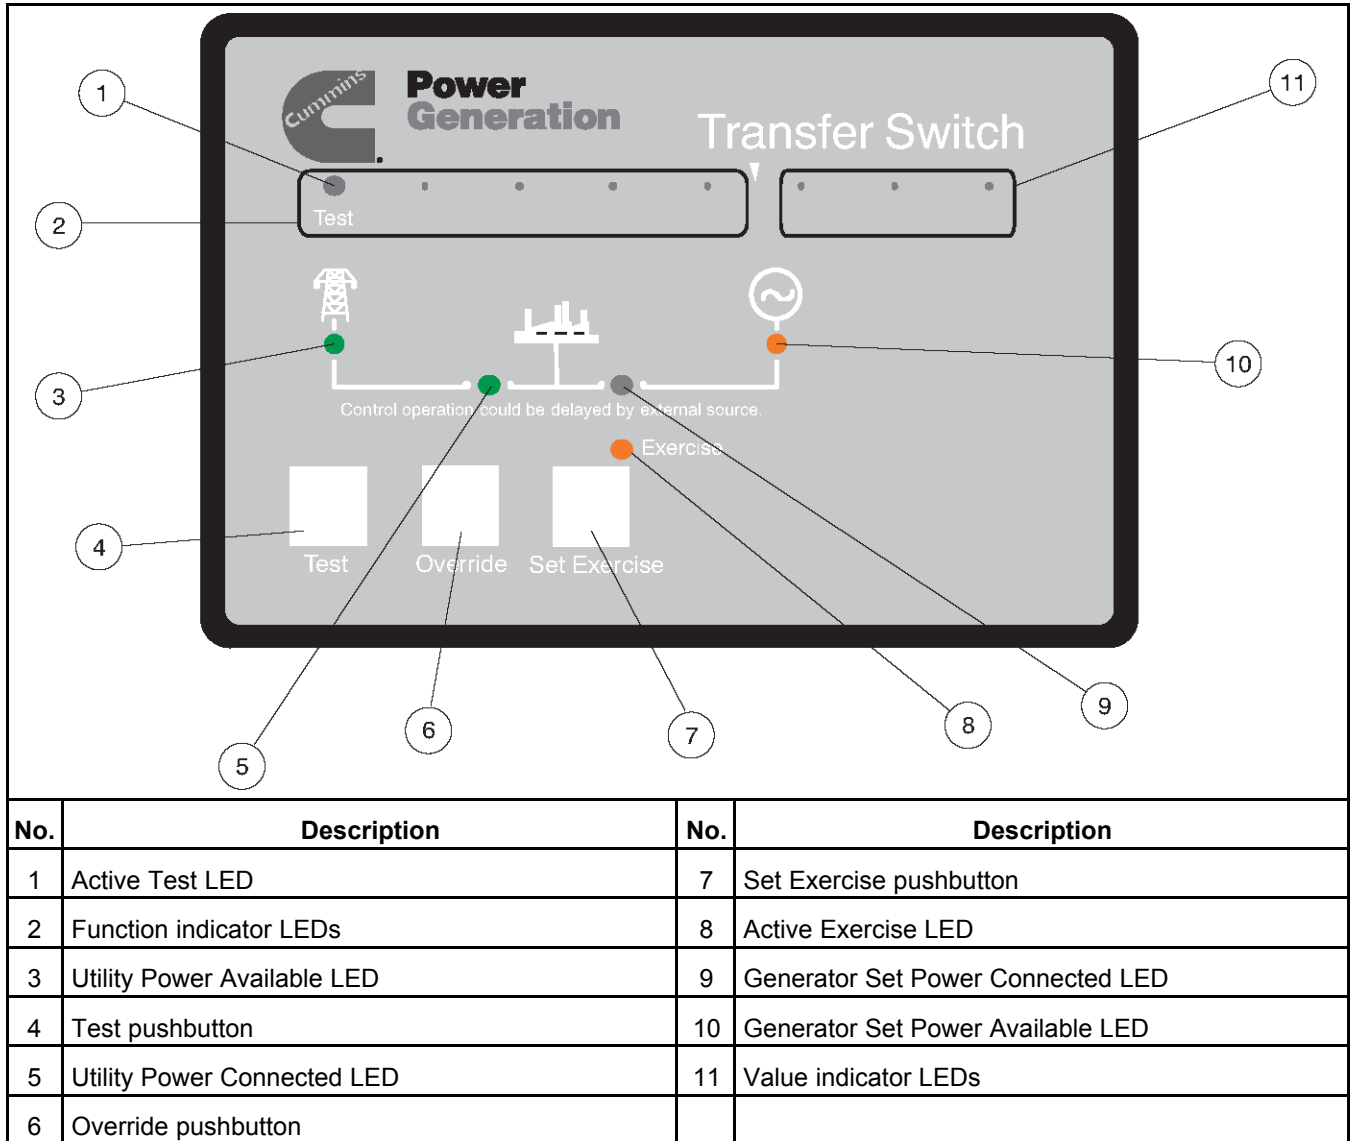 Cummins
Power
Generation
Transfer Switch
1
11
2
Test
3
10
Control operation could be delayed by external source.
Exercise
4
Test Override Set Exercise
5
6
7
8
9
No. Description No. Description
1 Active Test LED 7 Set Exercise pushbutton
2 Function indicator LEDs 8 Active Exercise LED
3 Utility Power Available LED 9 Generator Set Power Connected LED
4 Test pushbutton 10 Generator Set Power Available LED
5 Utility Power Connected LED 11 Value indicator LEDs
6 Override pushbutton